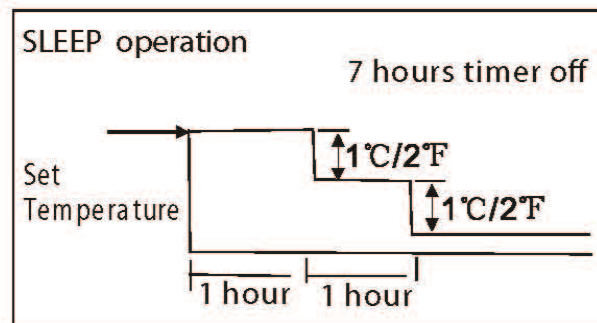 SLEEP operation
7 hours timer off
1℃/2℉
Set
Temperature
1℃/2℉
1 hour
1 hour